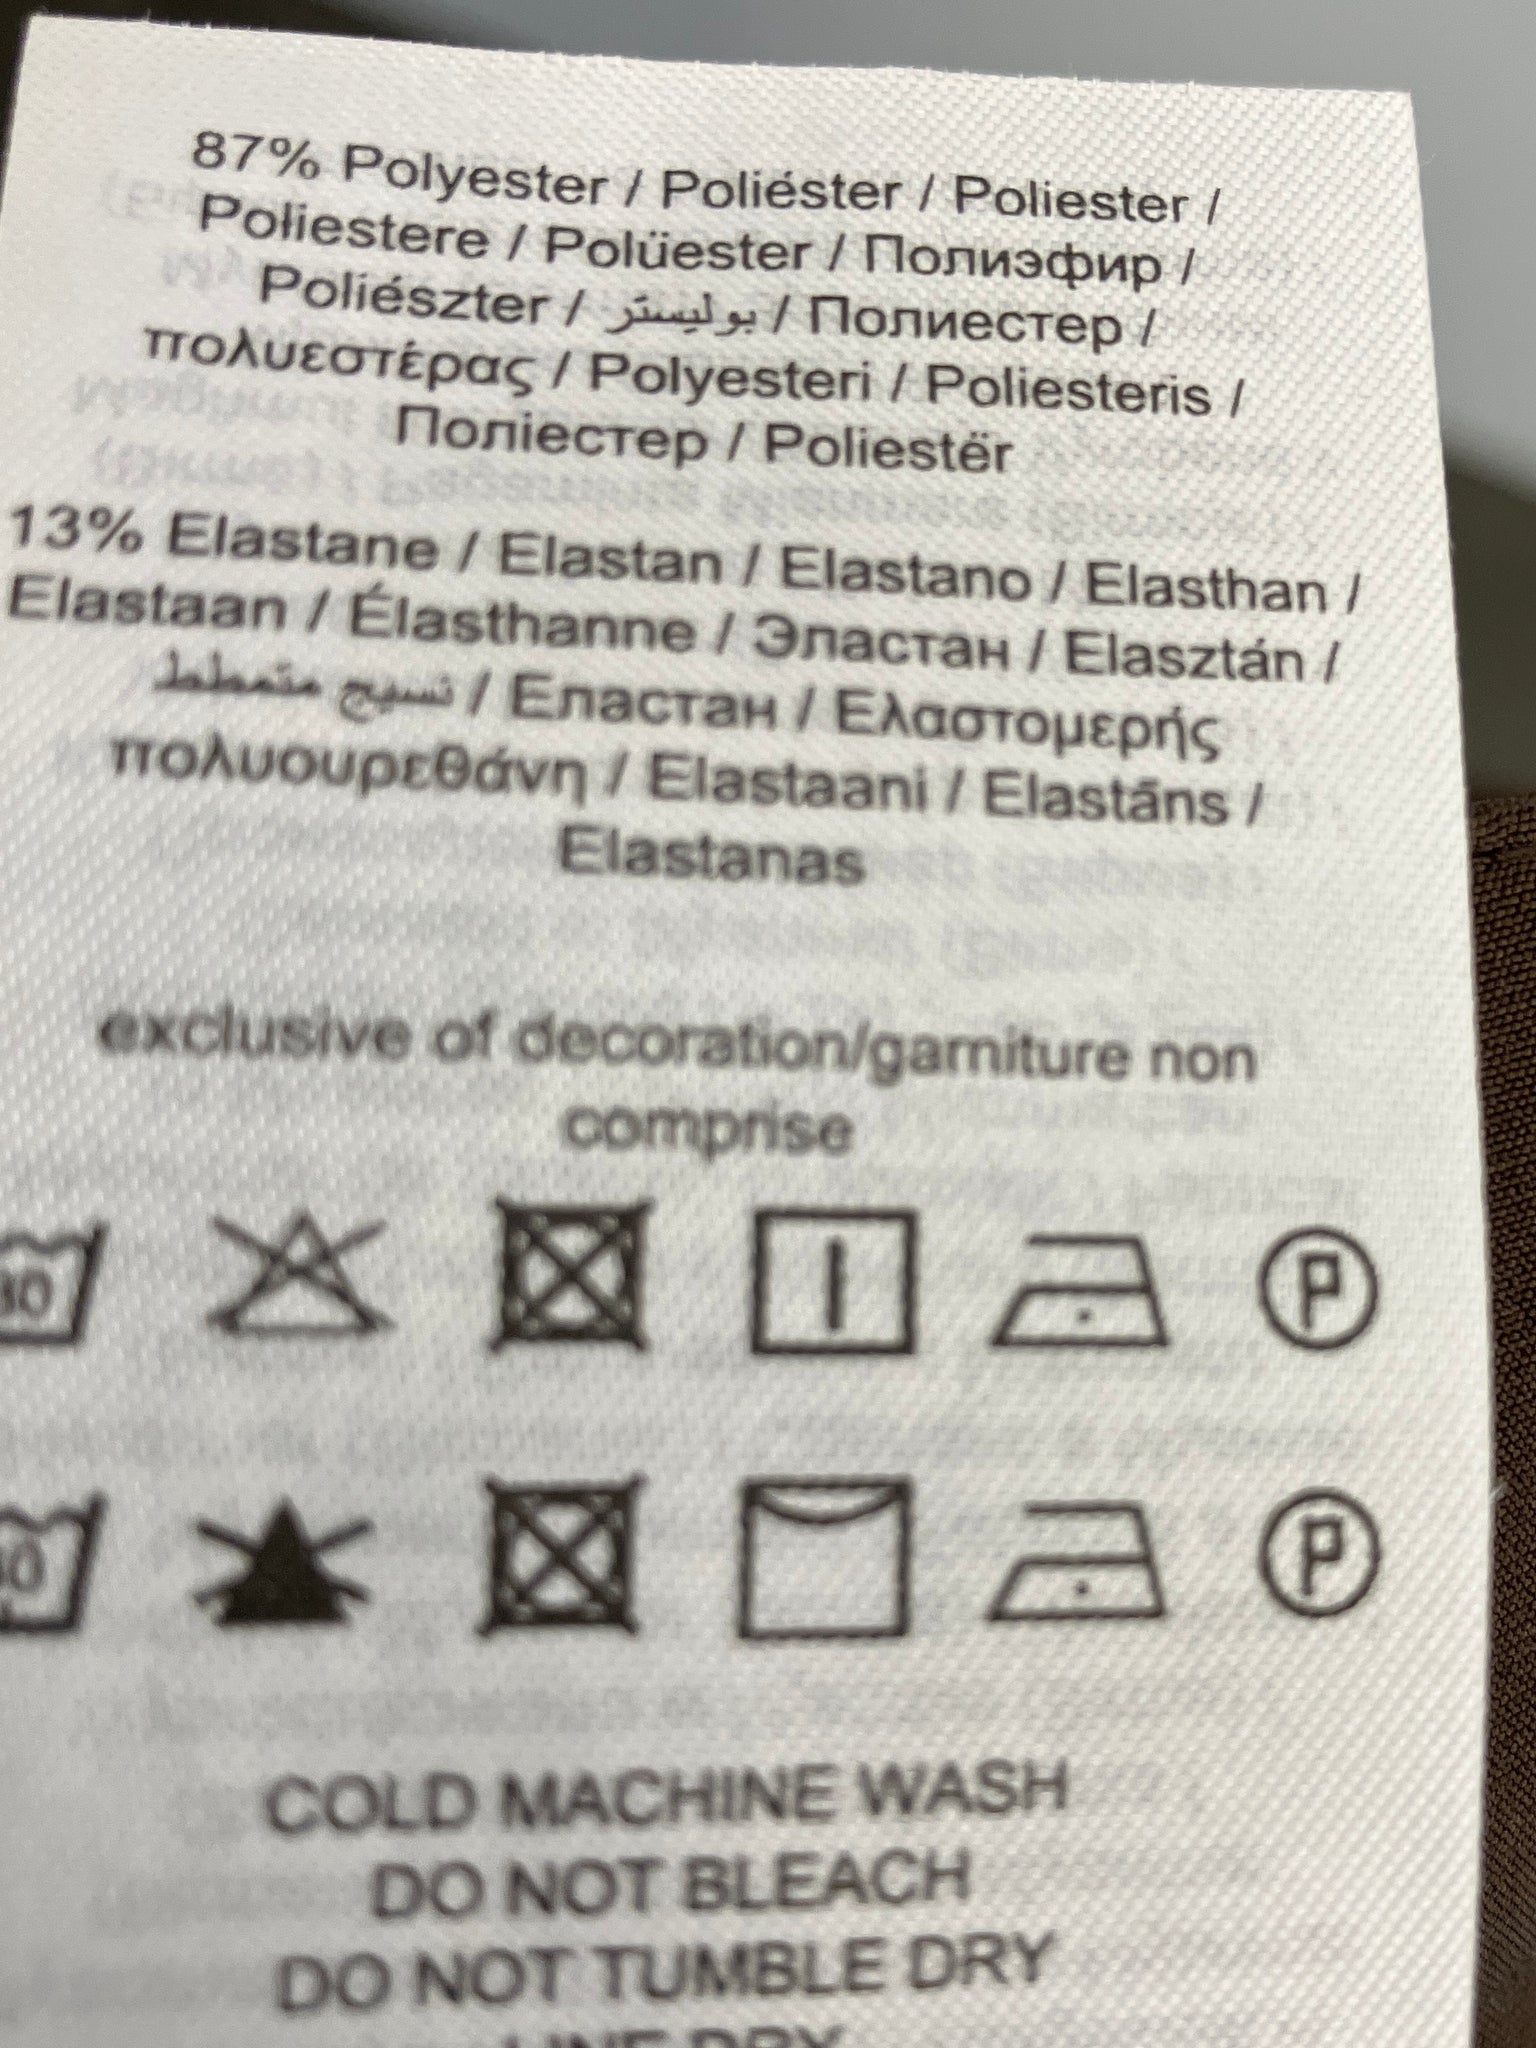 87% Polyester / Poliéster / Poliester /
Poliestere / Polüester / Полиэфир /
Poliészter / بوليستر / Полиестер /
πολυεστέρας / Polyesteri / Poliesteris /
Поліестер / Poliestër
13% Elastane / Elastan / Elastano / Elasthan /
Elastaan / Élasthanne / Эластан / Elasztán /
نسيج متمطط / Еластан / Ελαστομερής
πολυουρεθάνη / Elastaani / Elastāns /
Elastanas
exclusive of decoration/garniture non
comprise
30 P
30 P
COLD MACHINE WASH
DO NOT BLEACH
DO NOT TUMBLE DRY
LINE DRY